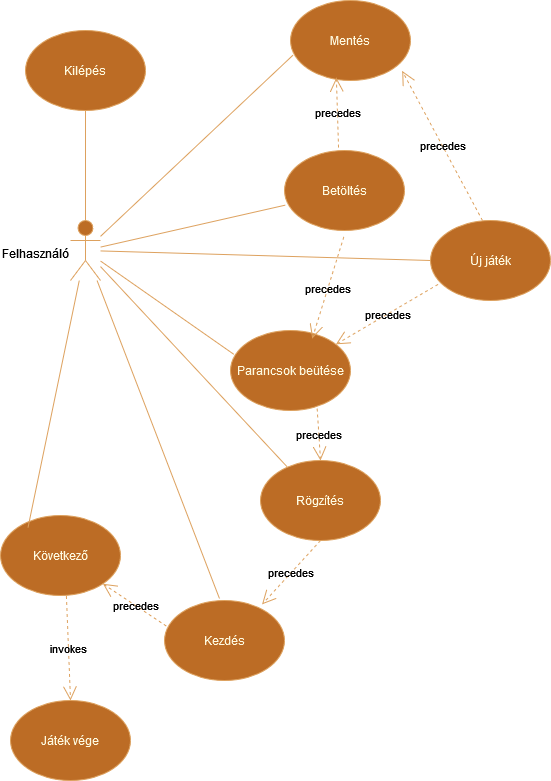 Mentés
Kilépés
precedes
precedes
Betöltés
Felhasználó
Új játék
precedes
precedes
Parancsok beütése
precedes
Rögzítés
Következő
precedes
precedes
Kezdés
invokes
Játék vége